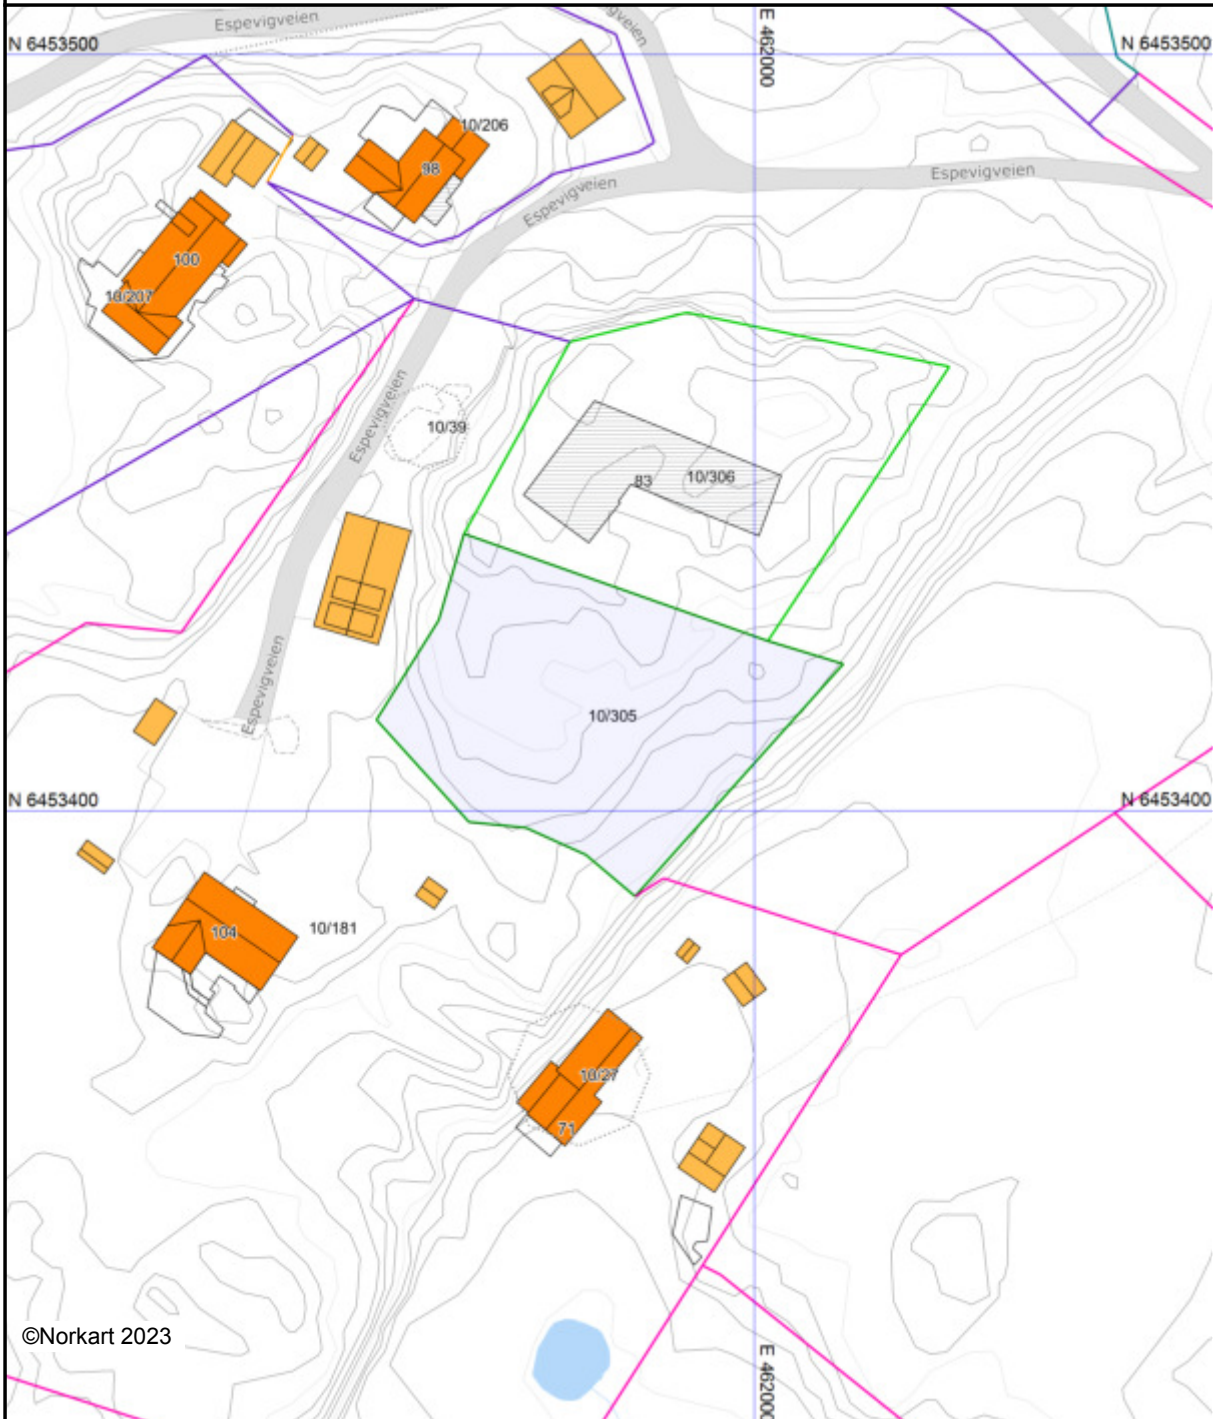 Espevigveien
Espevigveien
N 6453500
E 462000
N 6453500
10/206
98
Espevigveien
Espevigveien
100
10/207
Espevigveien
10/39
83
10/306
Espevigveien
10/305
N 6453400
N 6453400
104
10/181
10/27
71
©Norkart 2023
E 462000